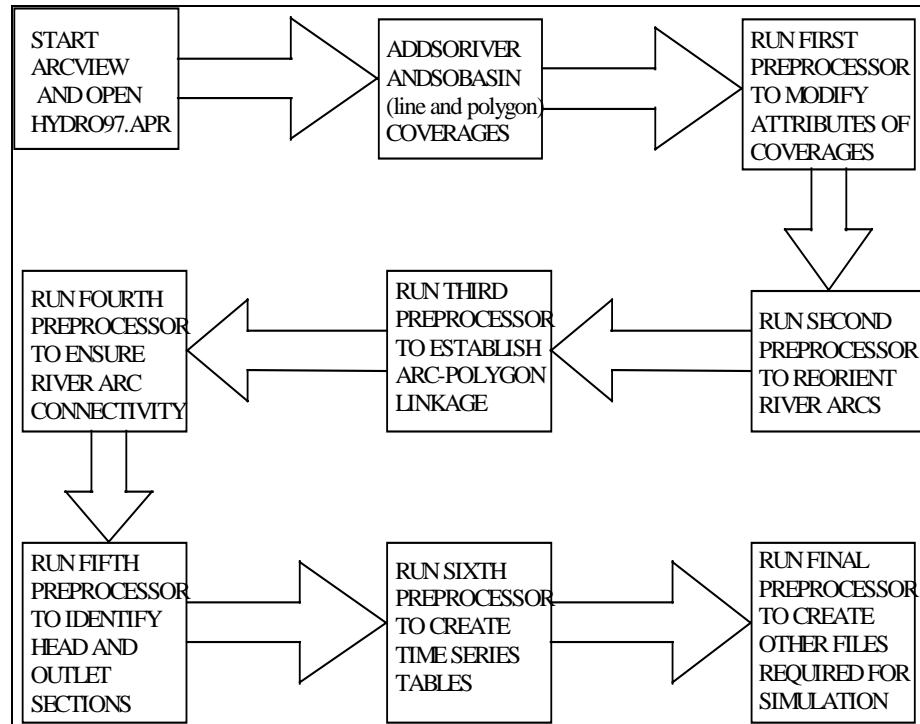 START
ARCVIEW
AND OPEN
HYDRO97.APR
ADDSORIVER
ANDSOBASIN
(line and polygon)
COVERAGES
RUN FIRST
PREPROCESSOR
TO MODIFY
ATTRIBUTES OF
COVERAGES
RUN SECOND
PREPROCESSOR
TO REORIENT
RIVER ARCS
RUN THIRD
PREPROCESSOR
TO ESTABLISH
ARC-POLYGON
LINKAGE
RUN FOURTH
PREPROCESSOR
TO ENSURE
RIVER ARC
CONNECTIVITY
RUN FIFTH
PREPROCESSOR
TO IDENTIFY
HEAD AND
OUTLET
SECTIONS
RUN SIXTH
PREPROCESSOR
TO CREATE
TIME SERIES
TABLES
RUN FINAL
PREPROCESSOR
TO CREATE
OTHER FILES
REQUIRED FOR
SIMULATION